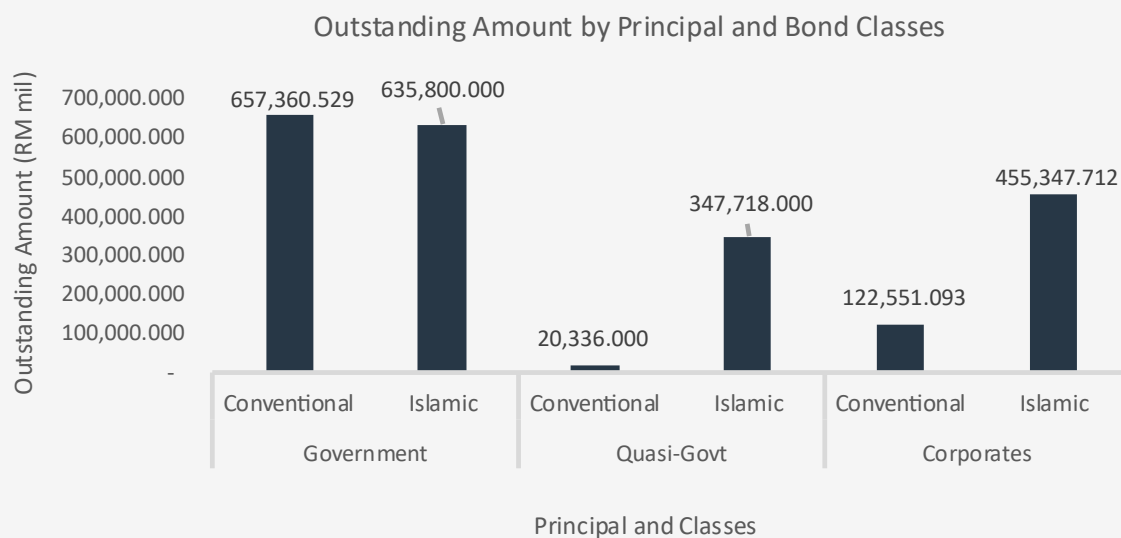 Outstanding Amount by Principal and Bond Classes
Outstanding Amount (RM mil)
700,000.000
600,000.000
500,000.000
400,000.000
300,000.000
200,000.000
100,000.000
-
657,360.529
635,800.000
20,336.000
347,718.000
122,551.093
455,347.712
Conventional Islamic Conventional Islamic Conventional Islamic
Government Quasi-Govt Corporates
Principal and Classes